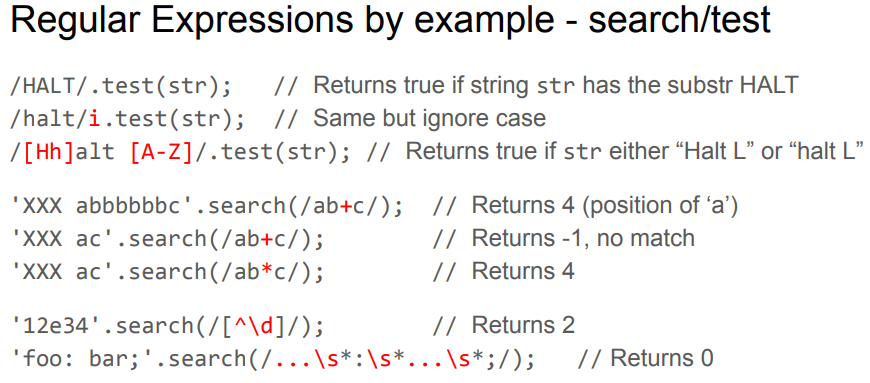 Regular Expressions by example - search/test
/HALT/.test(str);   // Returns true if string str has the substr HALT
/halt/i.test(str);  // Same but ignore case
/[Hh]alt [A-Z]/.test(str); // Returns true if str either “Halt L” or “halt L”
'XXX abbbbbbc'.search(/ab+c/);  // Returns 4 (position of ‘a’)
'XXX ac'.search(/ab+c/);        // Returns -1, no match
'XXX ac'.search(/ab*c/);        // Returns 4
'12e34'.search(/[^\d]/);        // Returns 2
'foo: bar;'.search(/...\s*:\s*...\s*;/);   // Returns 0